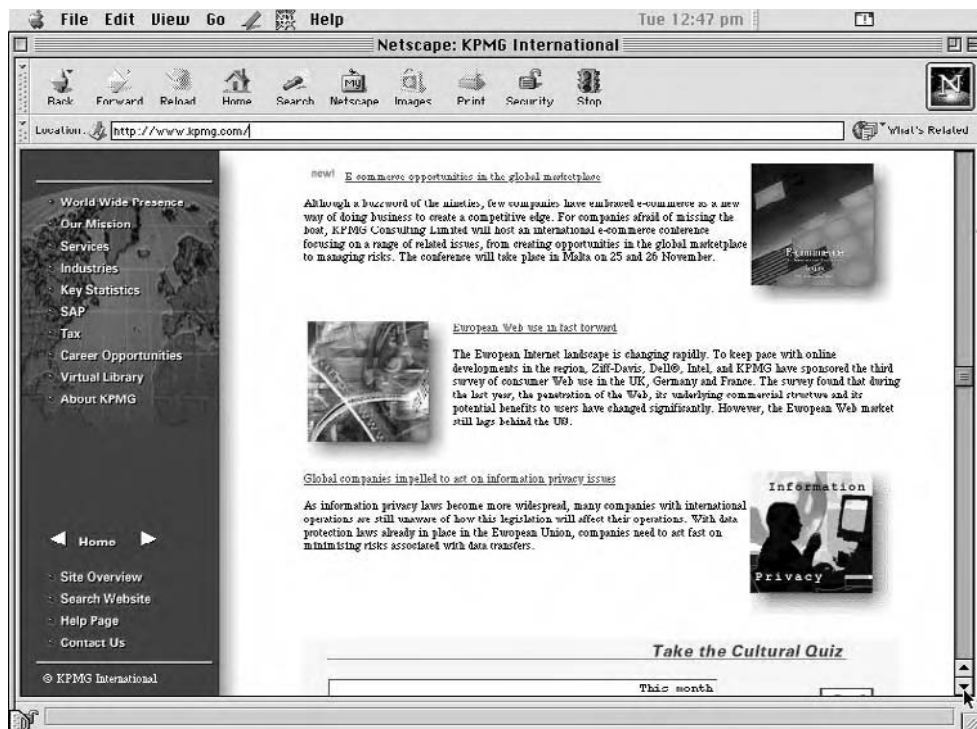 File Edit View Go Help Tue 12:47 pm
Netscape: KPMG International
Back Forward Reload Home Search Netscape Images Print Security Stop
My
N
Location: http://www.kpmg.com/ What's Related
World Wide Presence
Our Mission
Services
Industries
Key Statistics
SAP
Tax
Career Opportunities
Virtual Library
About KPMG
Home
Site Overview
Search Website
Help Page
Contact Us
© KPMG International
new! E commerce opportunities in the global marketplace
Although a buzzword of the nineties, few companies have embraced e-commerce as a new
way of doing business to create a competitive edge. For companies afraid of missing the
boat, KPMG Consulting Limited will host an international e-commerce conference
focusing on a range of related issues, from creating opportunities in the global marketplace
to managing risks. The conference will take place in Malta on 25 and 26 November.
E-commerce
European Web use in fast forward
The European Internet landscape is changing rapidly. To keep pace with online
developments in the region, Ziff-Davis, Dell®, Intel, and KPMG have sponsored the third
survey of consumer Web use in the UK, Germany and France. The survey found that during
the last year, the penetration of the Web, its underlying commercial structure and its
potential benefits to users have changed significantly. However, the European Web market
still lags behind the US.
Global companies impelled to act on information privacy issues
As information privacy laws become more widespread, many companies with international
operations are still unaware of how this legislation will affect their operations. With data
protection laws already in place in the European Union, companies need to act fast on
minimising risks associated with data transfers.
Information
Privacy
Take the Cultural Quiz
This month